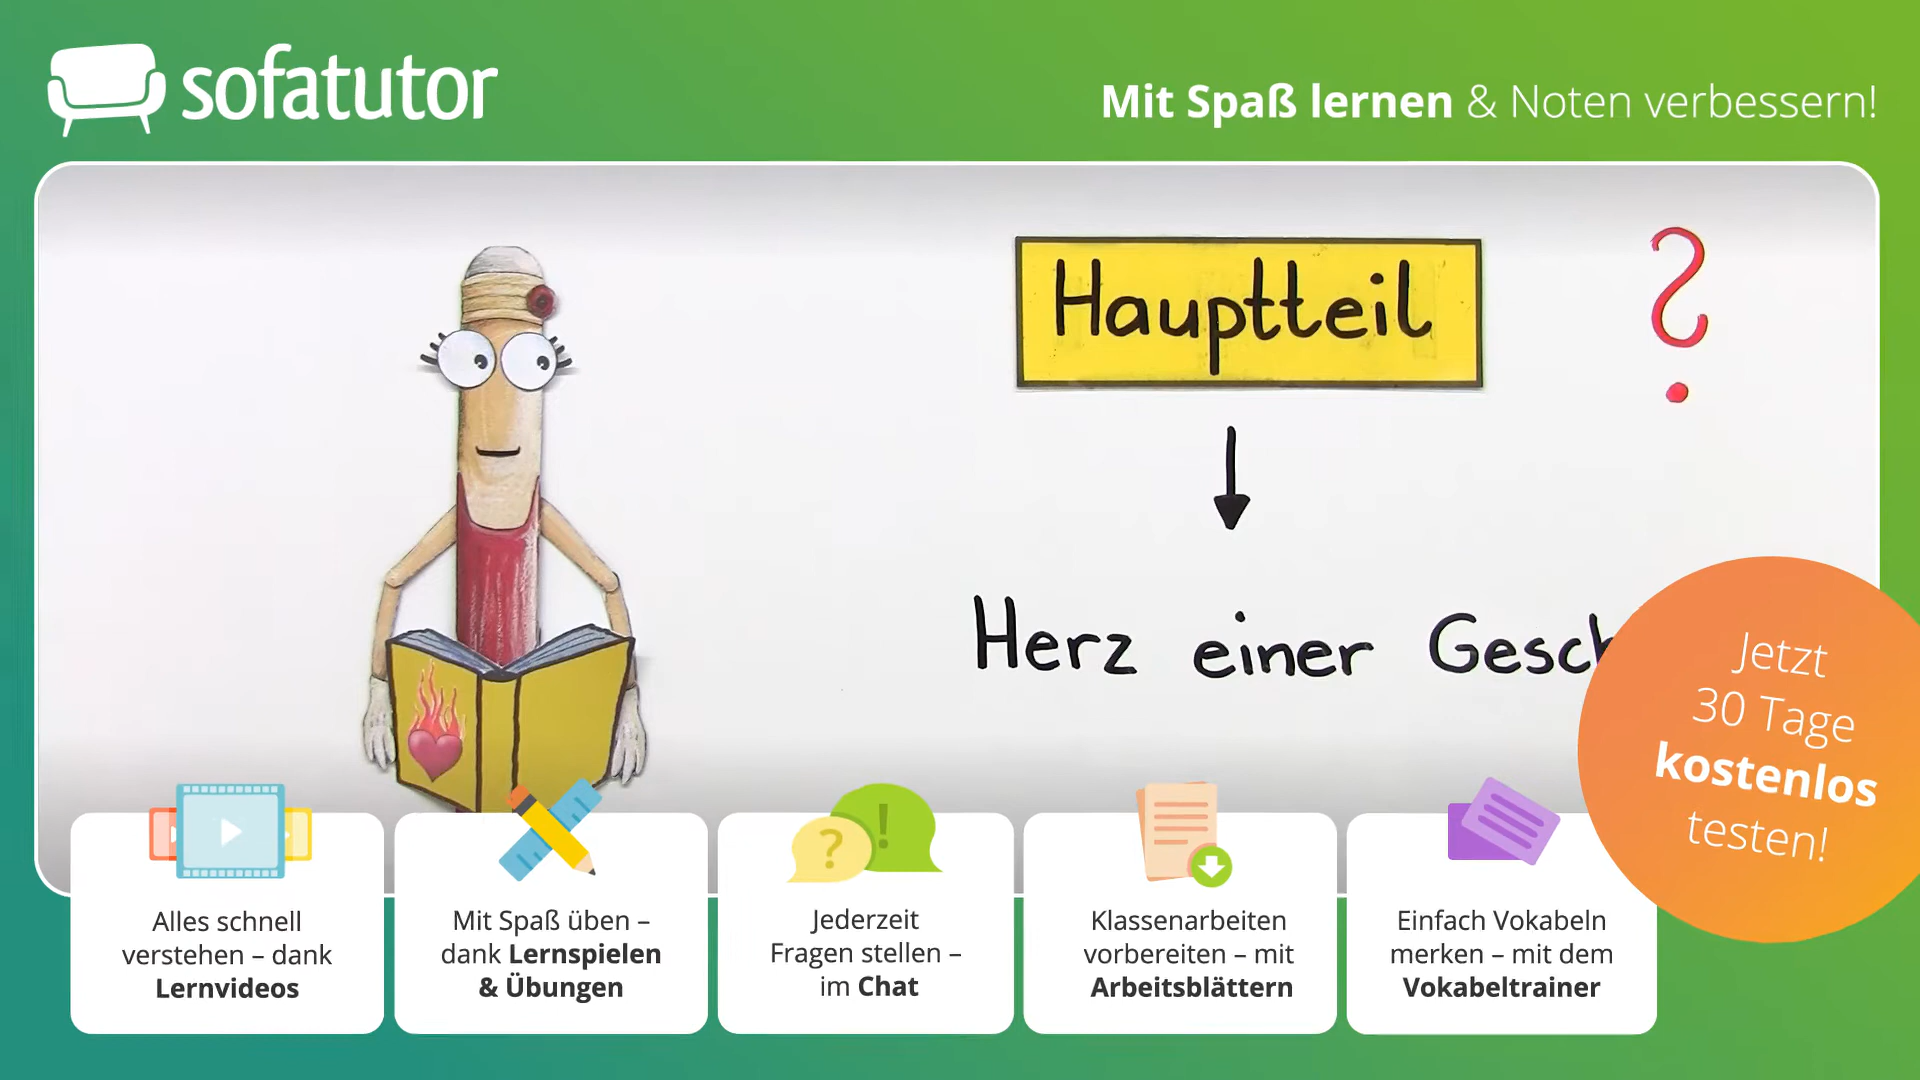 sofatutor
Mit Spaß lernen & Noten verbessern!
Hauptteil
?
Herz einer Gesch
Jetzt
30 Tage
kostenlos
testen!
?
!
Alles schnell
verstehen – dank
Lernvideos
Mit Spaß üben –
dank Lernspielen
& Übungen
Jederzeit
Fragen stellen –
im Chat
Klassenarbeiten
vorbereiten – mit
Arbeitsblättern
Einfach Vokabeln
merken – mit dem
Vokabeltrainer